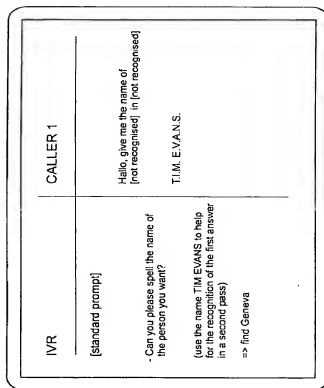 IVR
CALLER 1
[standard prompt]
Hallo, give me the name of
[not recognised] in [not recognised]
- Can you please spell the name of
the person you want?
T.I.M. E.V.A.N.S.
(use the name TIM EVANS to help
for the recognition of the first answer
in a second pass)
=> find Geneva